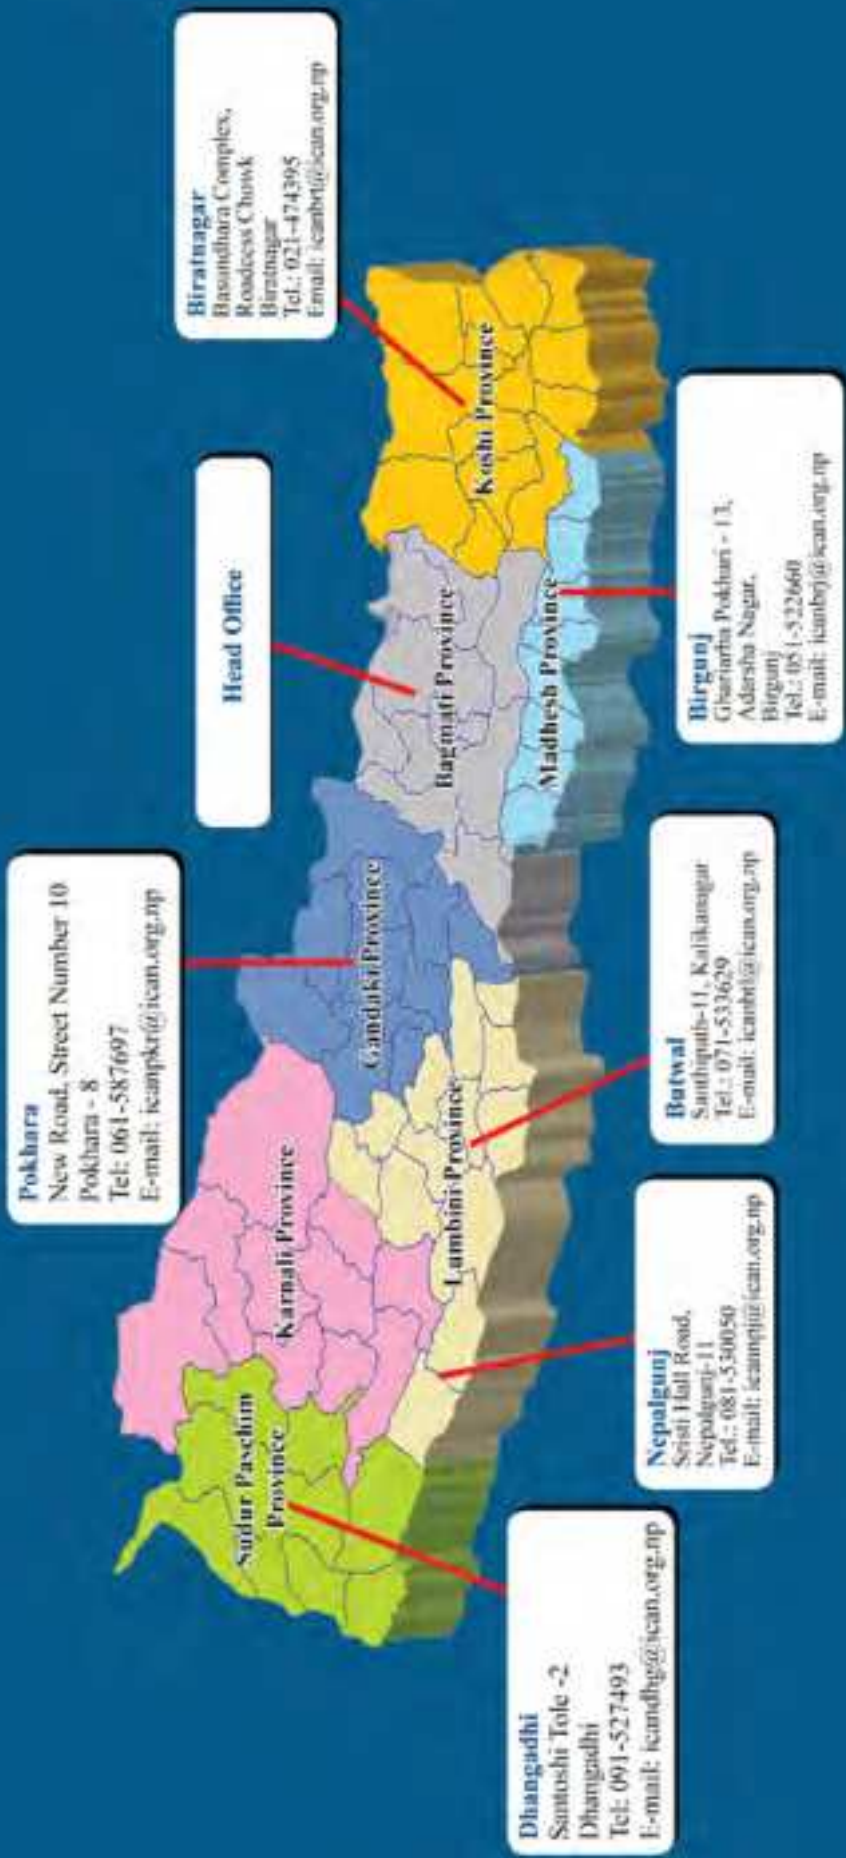 Pokhara
New Road, Street Number 10
Pokhara - 8
Tel: 061-587697
E-mail: icanpkr@ican.org.np
Head Office
Biratnagar
Basundhara Complex,
Roadcess Chowk
Biratnagar
Tel.: 021-474395
Email: icanbrt@ican.org.np
Sudur Paschim
Province
Karnali Province
Gandaki Province
Lumbini Province
Bagmati Province
Madhesh Province
Koshi Province
Dhangadhi
Santoshi Tole -2
Dhangadhi
Tel: 091-527493
E-mail: icandhg@ican.org.np
Nepalgunj
Sristi Hall Road,
Nepalgunj-11
Tel.: 081-530050
E-mail: icannpj@ican.org.np
Butwal
Santhipath-11, Kalikanagar
Tel.: 071-533629
E-mail: icanbtl@ican.org.np
Birgunj
Ghariarba Pokhari - 13,
Adarsha Nagar,
Birgunj
Tel.: 051-522660
E-mail: icanbrj@ican.org.np